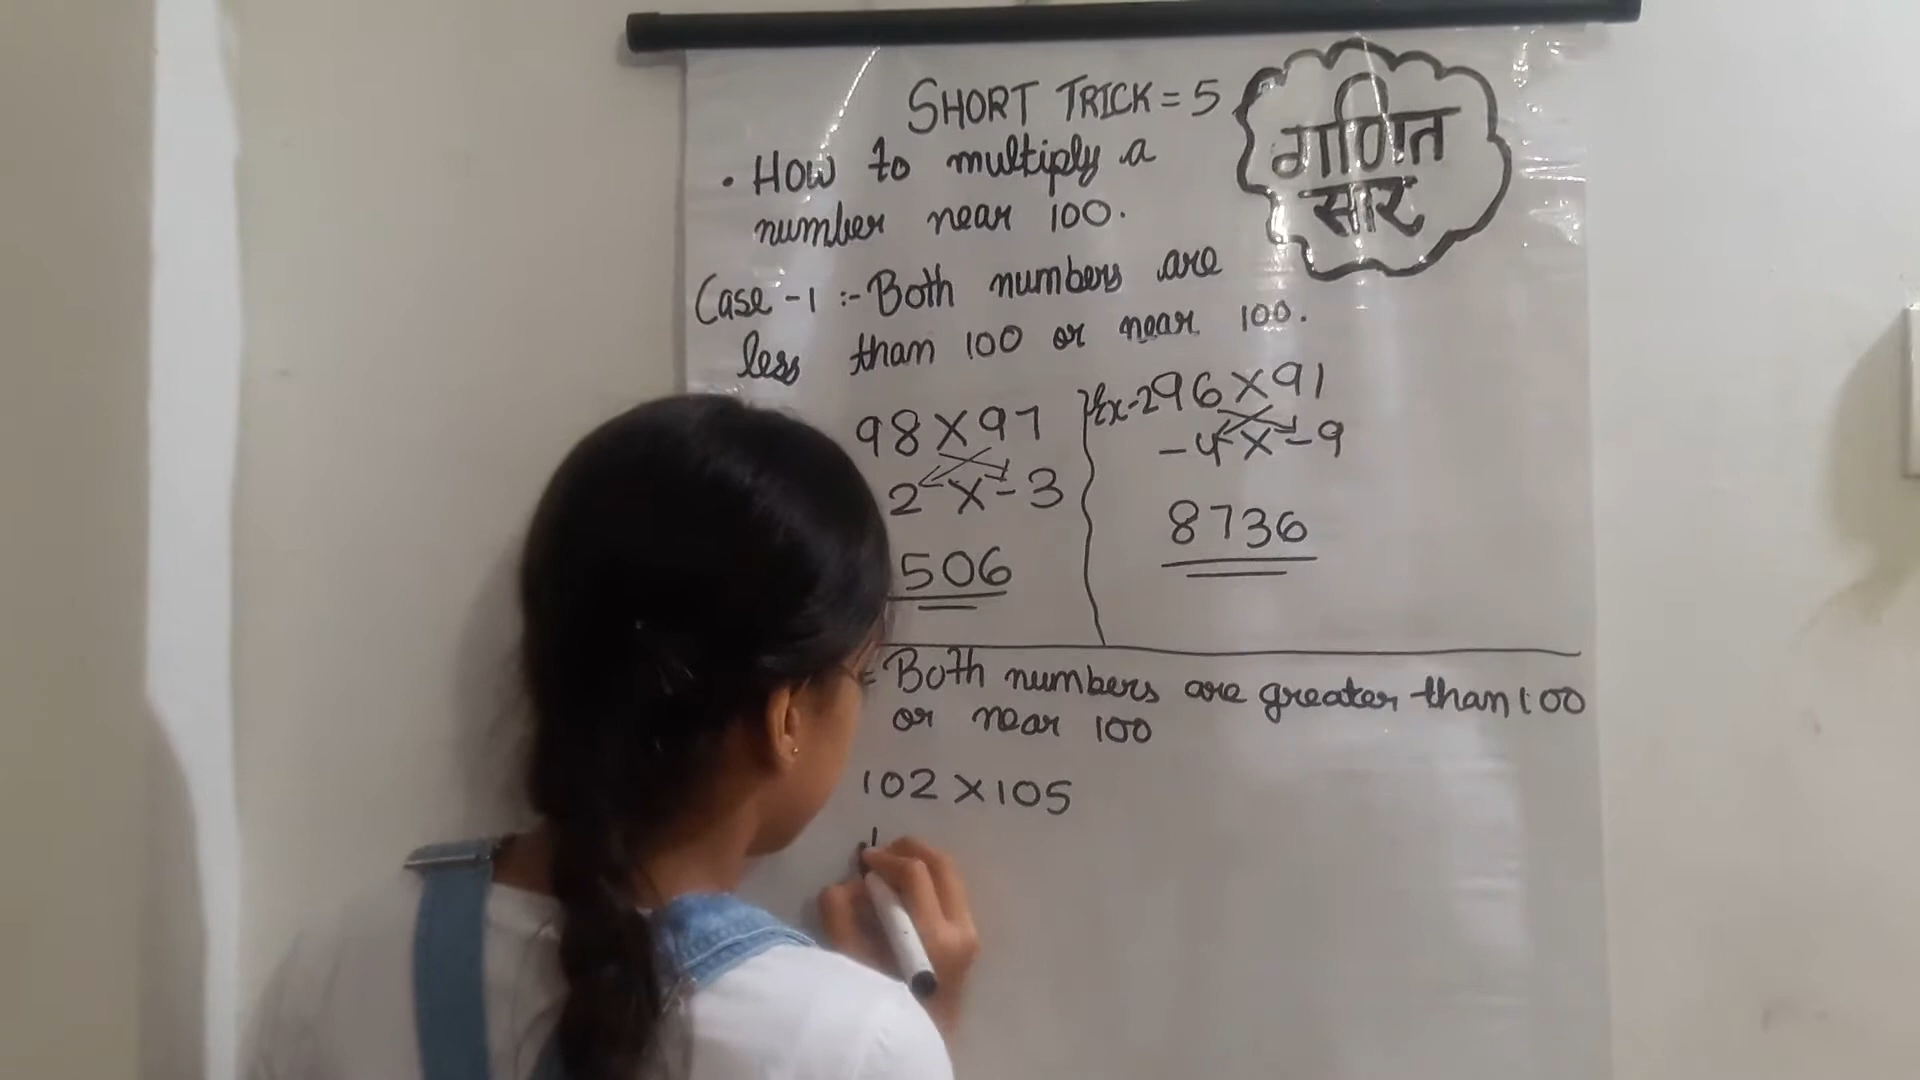 SHORT TRICK = 5
गणित
सार
• How to multiply a
number near 100.
Case -1 :- Both numbers are
less than 100 or near 100.
98 X 97
2 X -3
506
Ex-2 96 X 91
-4 X -9
8736
= Both numbers are greater than 100
or near 100
102 X 105